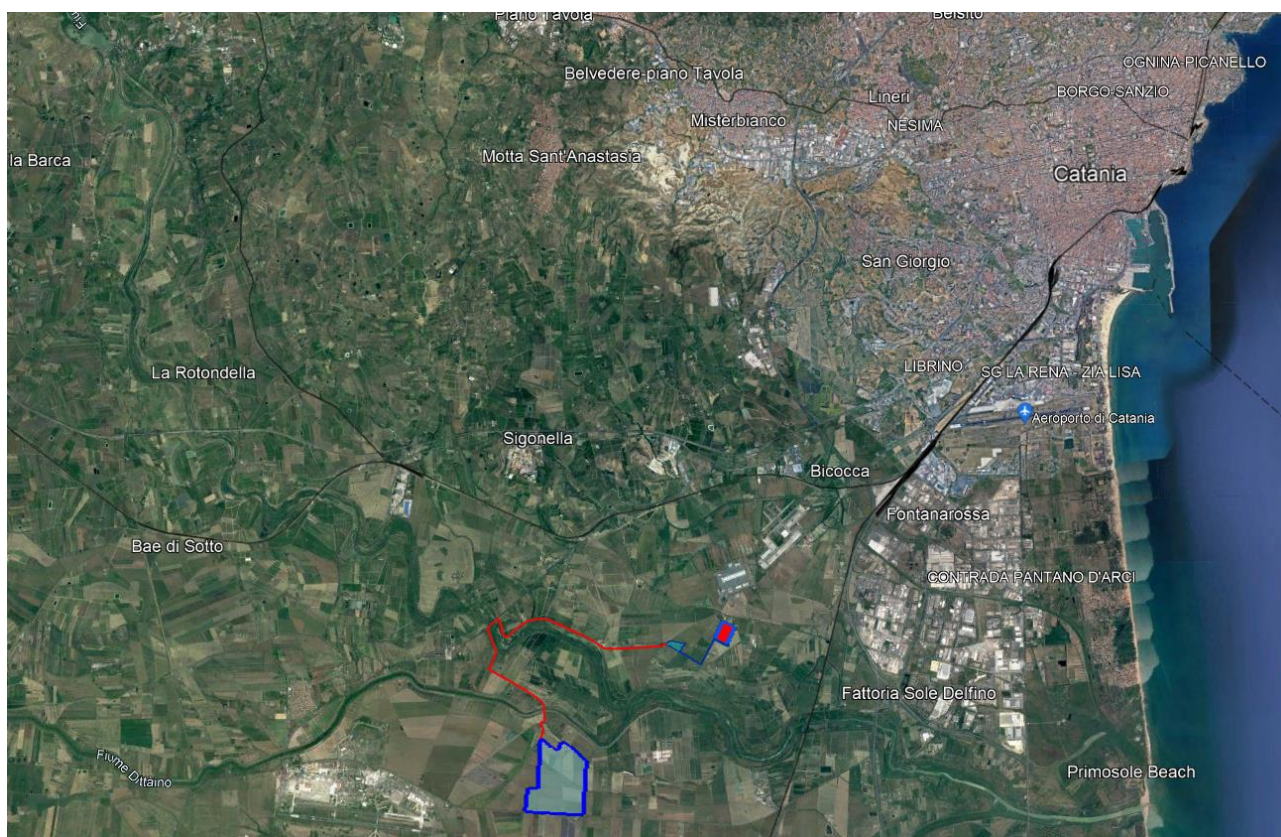 Piano Tavola
Belsito
OGNINA-PICANELLO
Belvedere-piano Tavola
Lineri
BORGO-SANZIO
Misterbianco
NESIMA
la Barca
Motta Sant'Anastasia
Catania
San Giorgio
La Rotondella
LIBRINO
SG LA RENA - ZIA LISA
Aeroporto di Catania
Sigonella
Bicocca
Fontanarossa
Bae di Sotto
CONTRADA PANTANO D'ARCI
Fattoria Sole Delfino
Fiume Dittaino
Primosole Beach